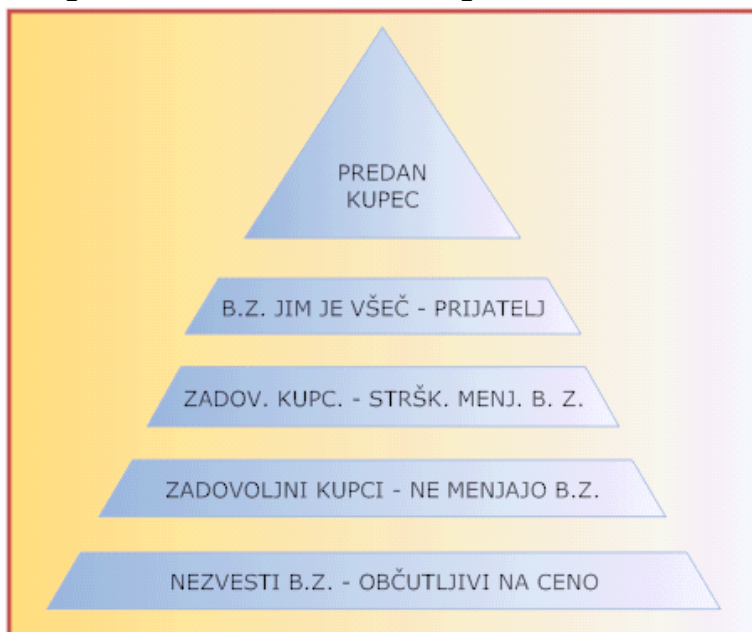 PREDAN
KUPEC
B.Z. JIM JE VŠEČ - PRIJATELJ
ZADOV. KUPC. - STRŠK. MENJ. B. Z.
ZADOVOLJNI KUPCI - NE MENJAJO B.Z.
NEZVESTI B.Z. - OBČUTLJIVI NA CENO